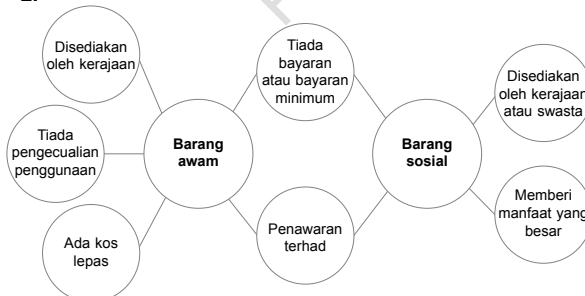 Disediakan
oleh kerajaan
Tiada
pengecualian
penggunaan
Ada kos
lepas
Barang
awam
Tiada
bayaran
atau bayaran
minimum
Penawaran
terhad
Barang
sosial
Disediakan
oleh kerajaan
atau swasta
Memberi
manfaat yang
besar